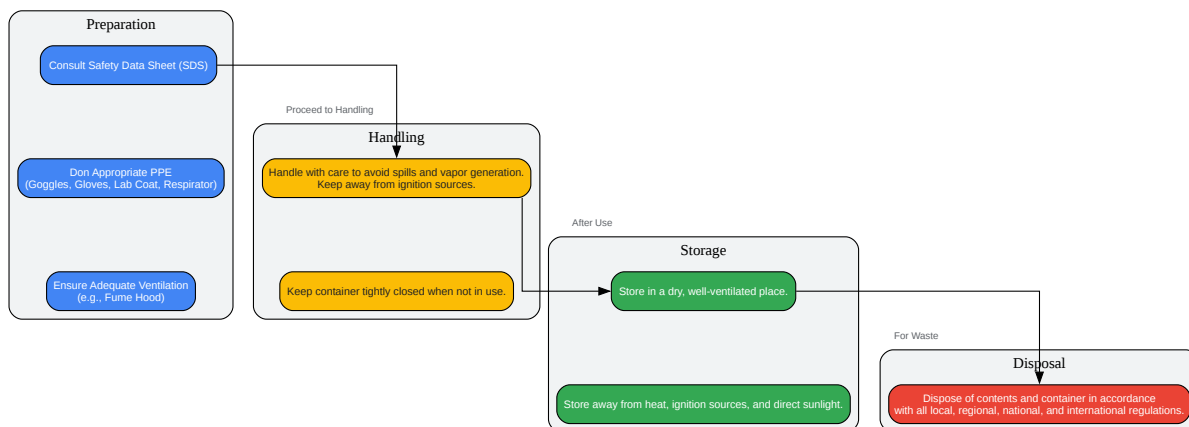 Preparation
Consult Safety Data Sheet (SDS)
Don Appropriate PPE
(Goggles, Gloves, Lab Coat, Respirator)
Ensure Adequate Ventilation
(e.g., Fume Hood)
Proceed to Handling
Handling
Handle with care to avoid spills and vapor generation.
Keep away from ignition sources.
Keep container tightly closed when not in use.
After Use
Storage
Store in a dry, well-ventilated place.
Store away from heat, ignition sources, and direct sunlight.
For Waste
Disposal
Dispose of contents and container in accordance
with all local, regional, national, and international regulations.